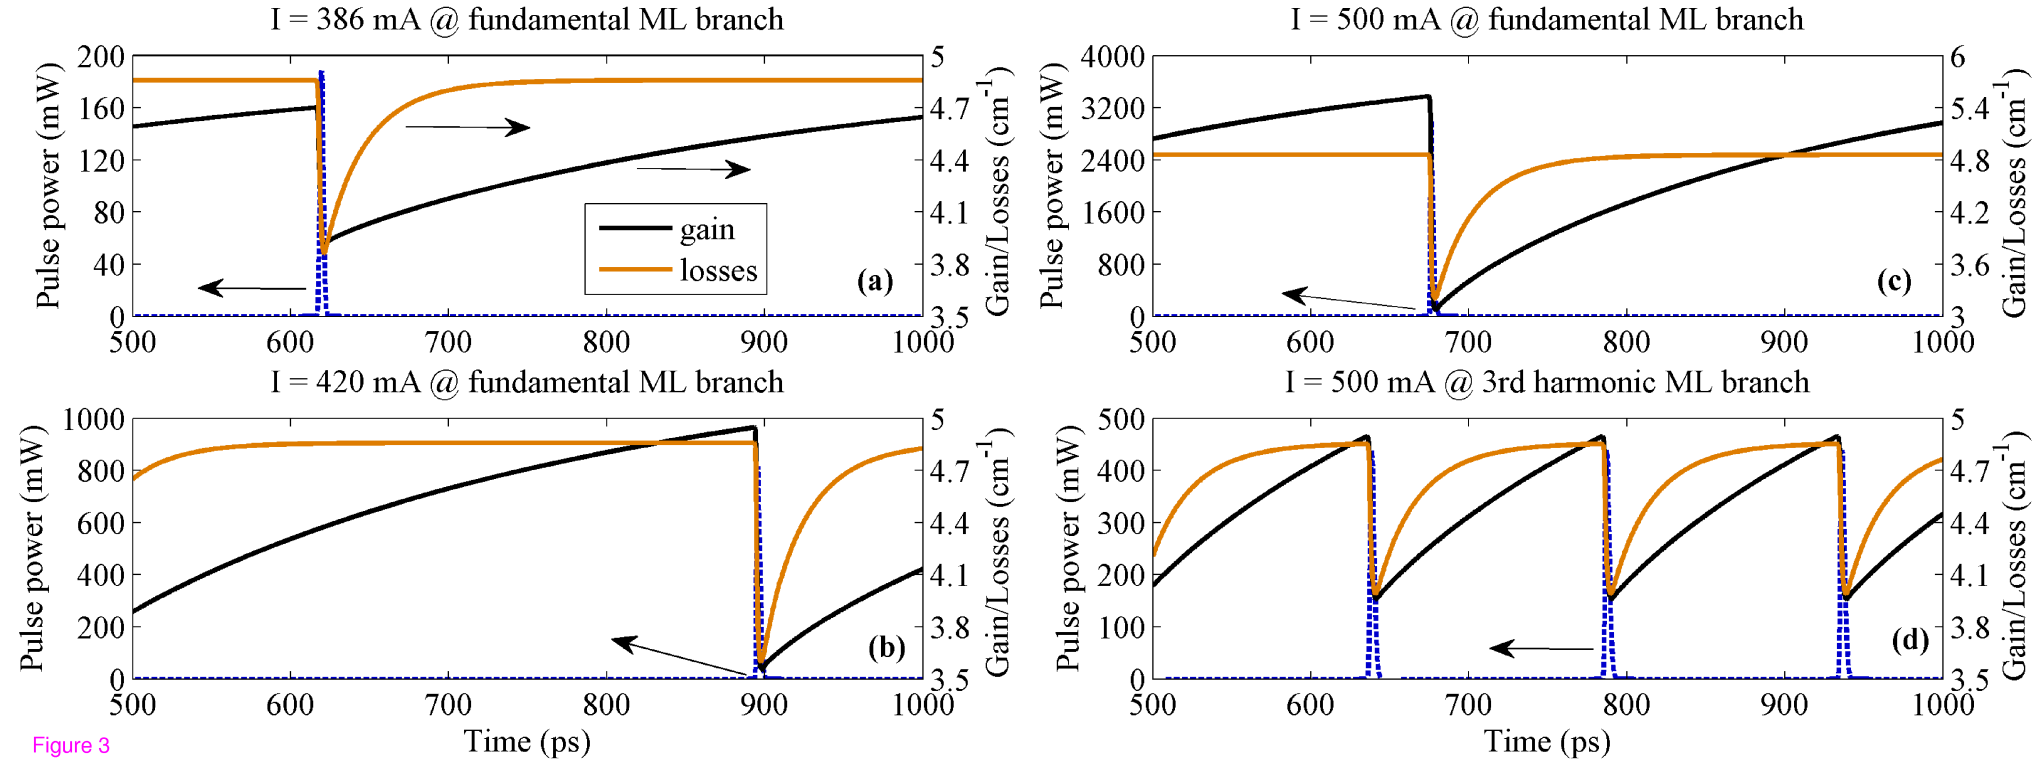 I = 386 mA @ fundamental ML branch
200
160
120
80
40
0
Pulse power (mW)
5
4.7
4.4
4.1
3.8
3.5
Gain/Losses (cm⁻¹)
gain
losses
(a)
500 600 700 800 900 1000
I = 500 mA @ fundamental ML branch
4000
3200
2400
1600
800
0
Pulse power (mW)
6
5.4
4.8
4.2
3.6
3
Gain/Losses (cm⁻¹)
(c)
500 600 700 800 900 1000
I = 420 mA @ fundamental ML branch
1000
800
600
400
200
0
Pulse power (mW)
5
4.7
4.4
4.1
3.8
3.5
Gain/Losses (cm⁻¹)
(b)
500 600 700 800 900 1000
Time (ps)
I = 500 mA @ 3rd harmonic ML branch
500
400
300
200
100
0
Pulse power (mW)
5
4.7
4.4
4.1
3.8
3.5
Gain/Losses (cm⁻¹)
(d)
500 600 700 800 900 1000
Time (ps)
Figure 3